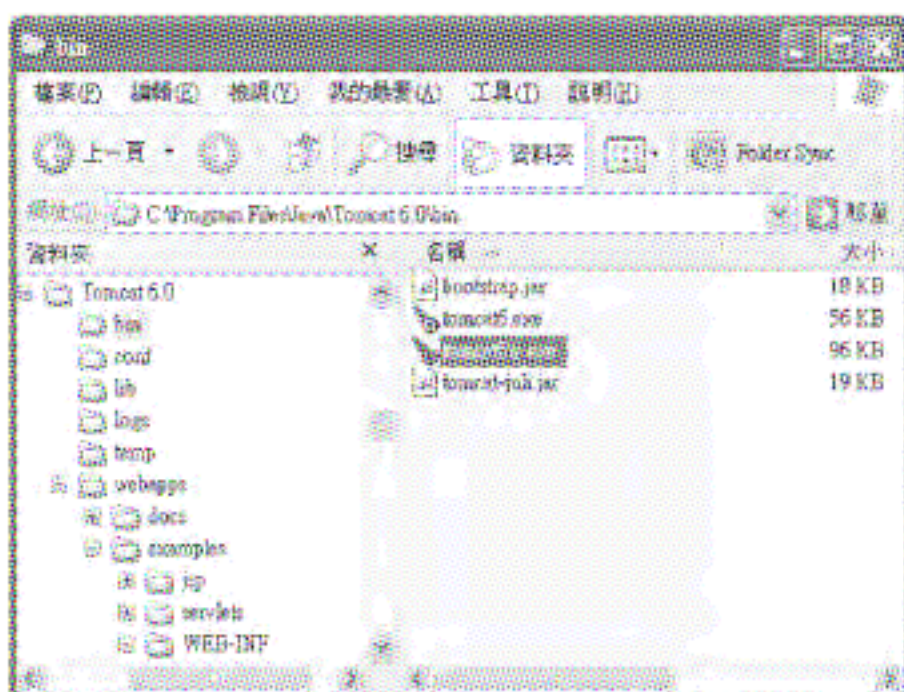 bin
檔案(F) 編輯(E) 檢視(V) 我的最愛(A) 工具(T) 說明(H)
上一頁 搜尋 資料夾 Folder Sync
網址(D) C:\Program Files\Java\Tomcat 6.0\bin 移至
資料夾 × 名稱 大小
Tomcat 6.0
bin
conf
lib
logs
temp
webapps
docs
examples
jsp
servlets
WEB-INF
bootstrap.jar 18 KB
tomcat6.exe 56 KB
96 KB
tomcat-juli.jar 19 KB